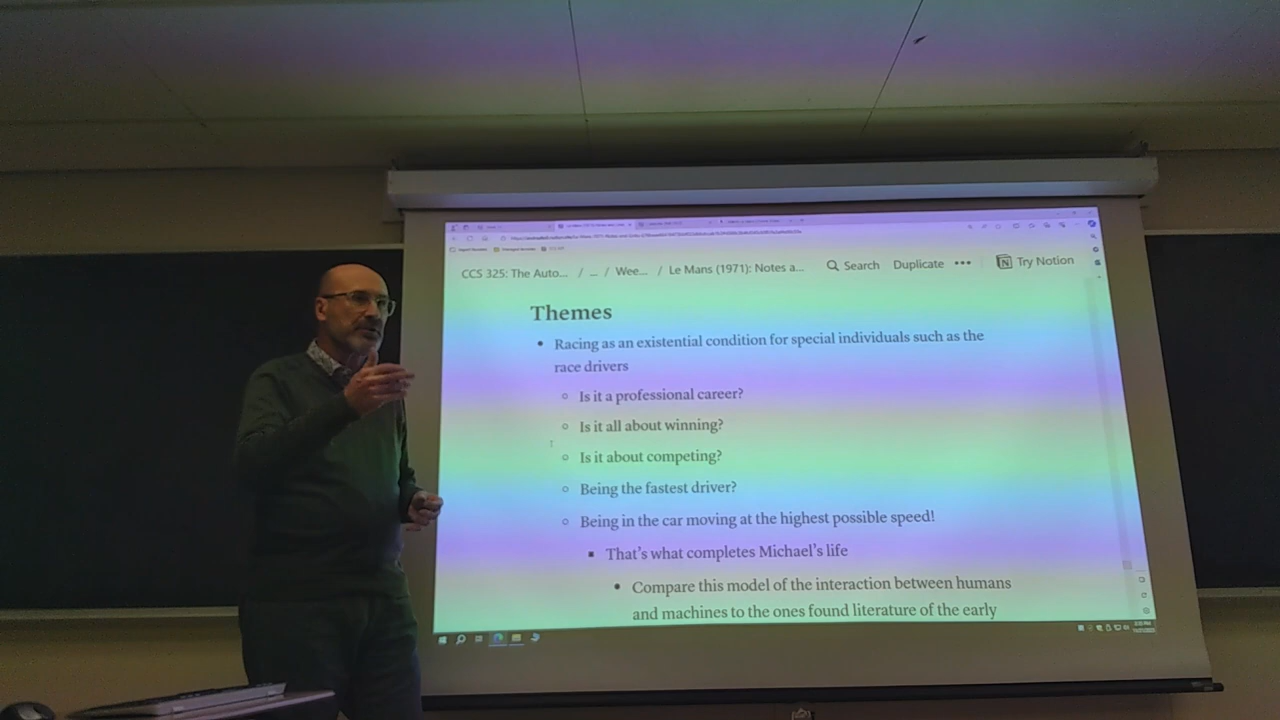 CCS 325: The Auto... / ... / Wee... / Le Mans (1971): Notes a... Search Duplicate ••• Try Notion
Themes
• Racing as an existential condition for special individuals such as the
race drivers
◦ Is it a professional career?
◦ Is it all about winning?
◦ Is it about competing?
◦ Being the fastest driver?
◦ Being in the car moving at the highest possible speed!
▪ That's what completes Michael's life
• Compare this model of the interaction between humans
and machines to the ones found literature of the early